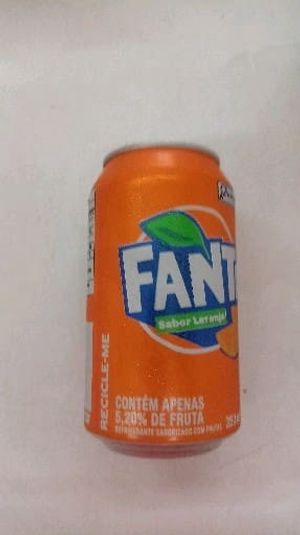 FANT
Sabor Laranja
RECICLE-ME
CONTÉM APENAS
5,20% DE FRUTA